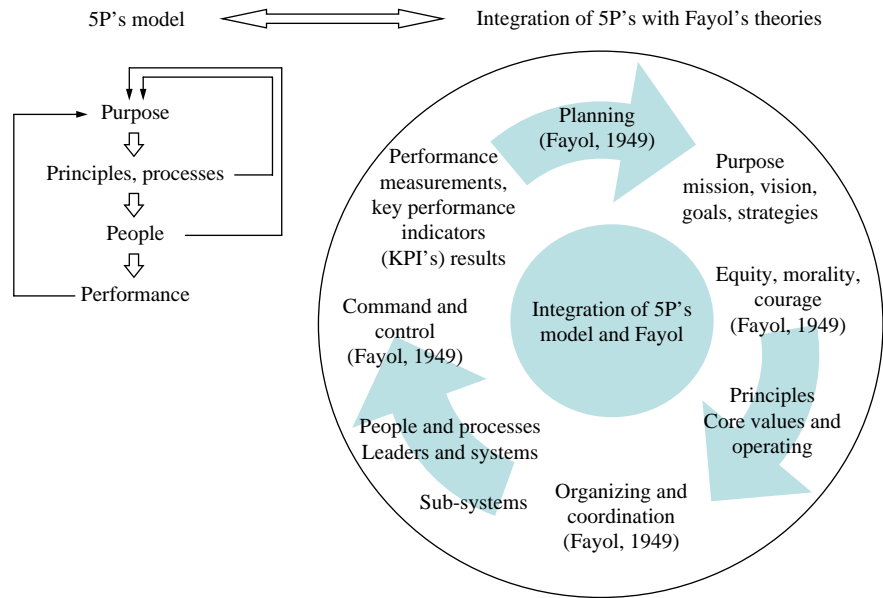 5P's model
Integration of 5P's with Fayol's theories
Purpose
Principles, processes
People
Performance
Planning
(Fayol, 1949)
Purpose
mission, vision,
goals, strategies
Equity, morality,
courage
(Fayol, 1949)
Principles
Core values and
operating
Organizing and
coordination
(Fayol, 1949)
Sub-systems
People and processes
Leaders and systems
Command and
control
(Fayol, 1949)
Performance
measurements,
key performance
indicators
(KPI's) results
Integration of 5P's
model and Fayol